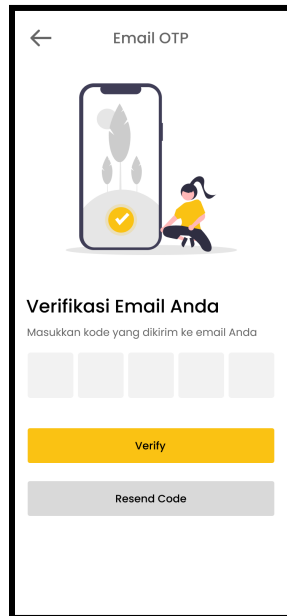 Email OTP
Verifikasi Email Anda
Masukkan kode yang dikirim ke email Anda
Verify
Resend Code